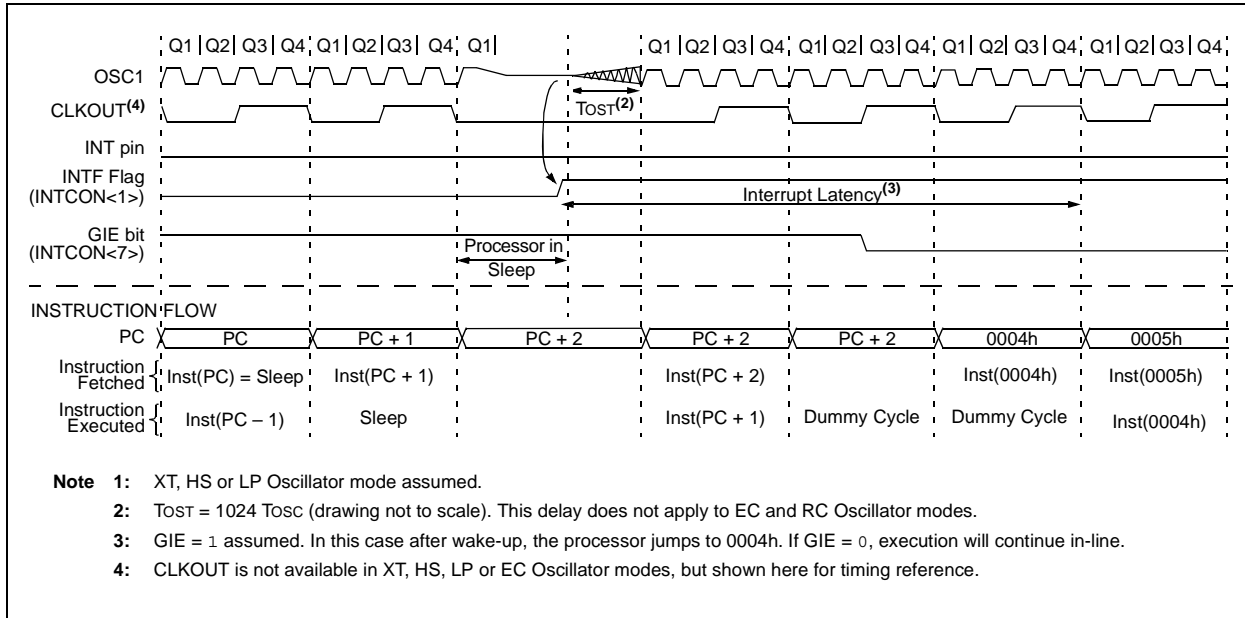 Q1 | Q2 | Q3 | Q4 Q1 | Q2 | Q3 | Q4 Q1 | Q1 | Q2 | Q3 | Q4 Q1 | Q2 | Q3 | Q4 Q1 | Q2 | Q3 | Q4 Q1 | Q2 | Q3 | Q4
OSC1
CLKOUT(4)
TOST(2)
INT pin
INTF Flag
(INTCON<1>)
Interrupt Latency(3)
GIE bit
(INTCON<7>)
Processor in
Sleep
INSTRUCTION FLOW
PC PC PC + 1 PC + 2 PC + 2 PC + 2 0004h 0005h
Instruction
Fetched { Inst(PC) = Sleep Inst(PC + 1) Inst(PC + 2) Inst(0004h) Inst(0005h)
Instruction
Executed { Inst(PC – 1) Sleep Inst(PC + 1) Dummy Cycle Dummy Cycle Inst(0004h)
Note 1: XT, HS or LP Oscillator mode assumed.
2: TOST = 1024 TOSC (drawing not to scale). This delay does not apply to EC and RC Oscillator modes.
3: GIE = 1 assumed. In this case after wake-up, the processor jumps to 0004h. If GIE = 0, execution will continue in-line.
4: CLKOUT is not available in XT, HS, LP or EC Oscillator modes, but shown here for timing reference.